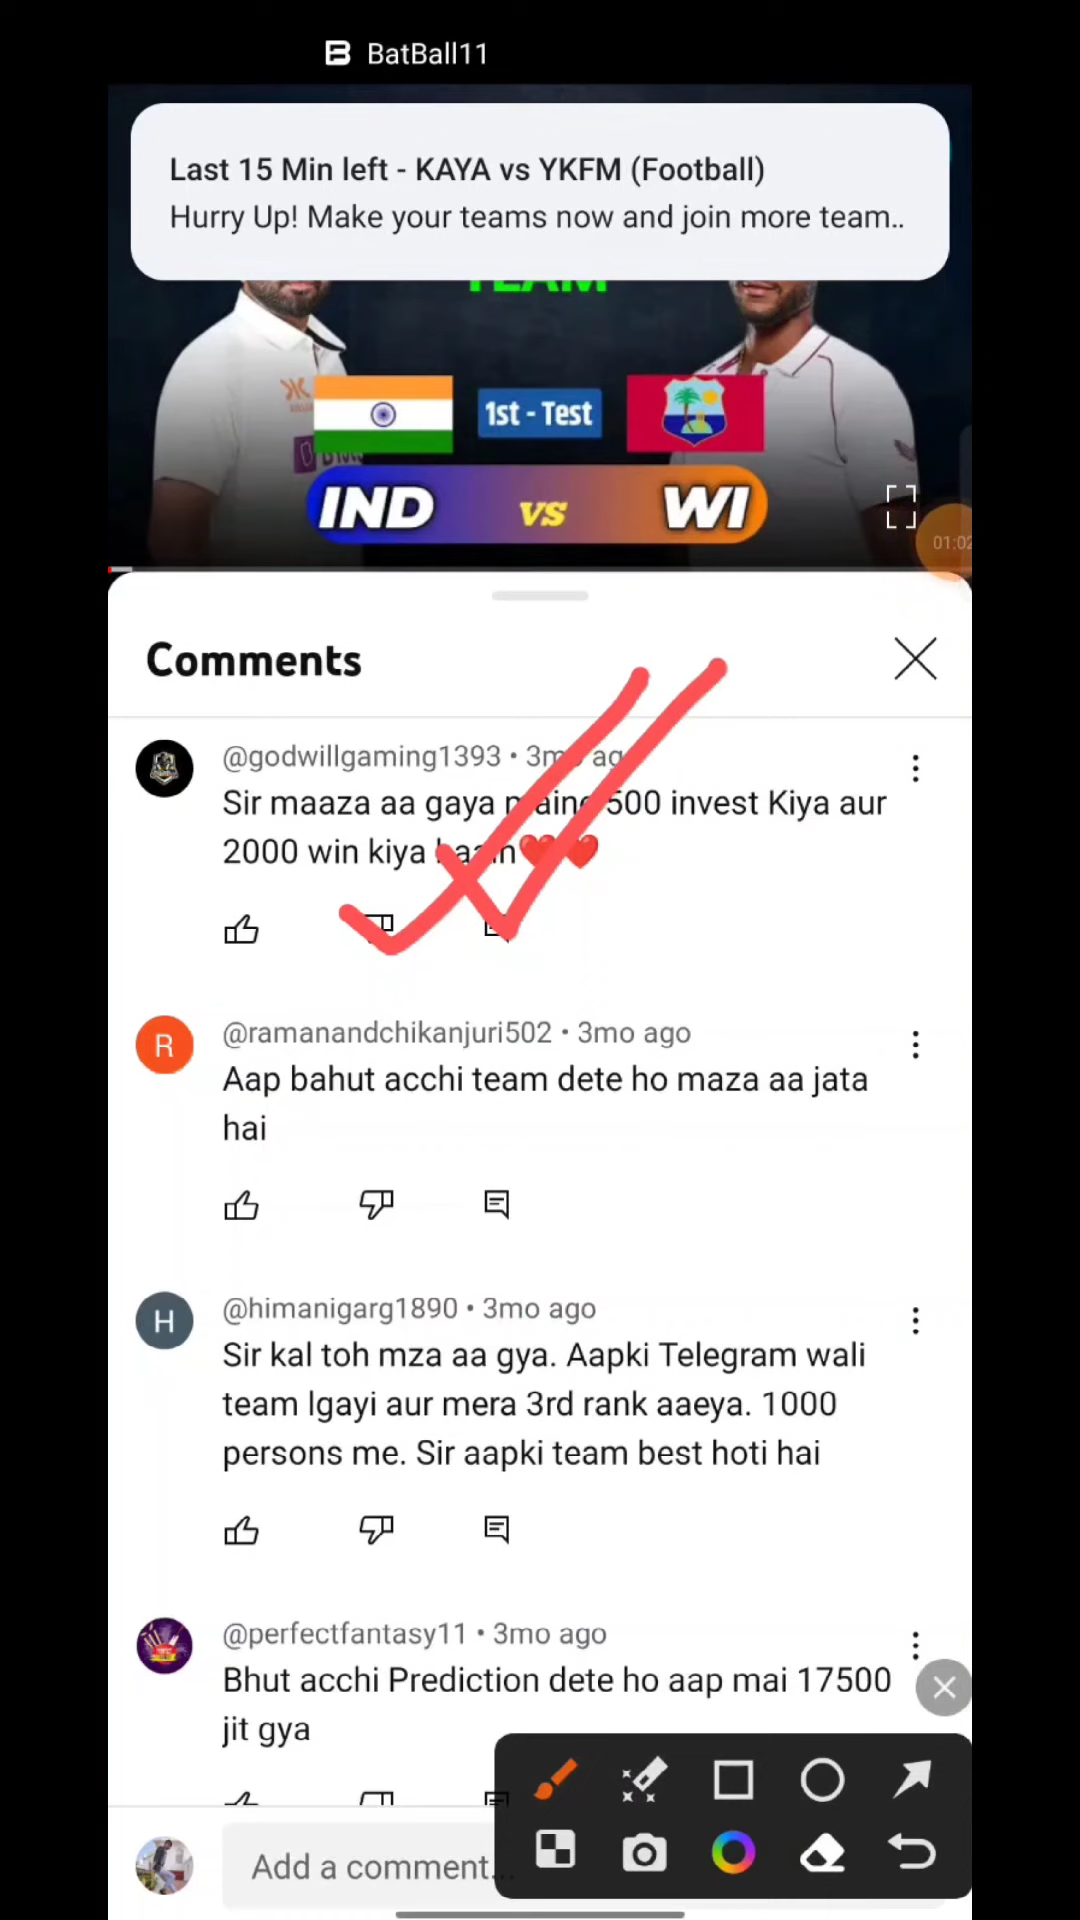 BatBall11
Last 15 Min left - KAYA vs YKFM (Football)
Hurry Up! Make your teams now and join more team..
TEAM
1st - Test
IND vs WI
01:02
Comments
@godwillgaming1393 • 3mo ago
Sir maaza aa gaya maine 500 invest Kiya aur
2000 win kiya haain❤️❤️
R
@ramanandchikanjuri502 • 3mo ago
Aap bahut acchi team dete ho maza aa jata
hai
H
@himanigarg1890 • 3mo ago
Sir kal toh mza aa gya. Aapki Telegram wali
team lgayi aur mera 3rd rank aaeya. 1000
persons me. Sir aapki team best hoti hai
@perfectfantasy11 • 3mo ago
Bhut acchi Prediction dete ho aap mai 17500
jit gya
Add a comment...